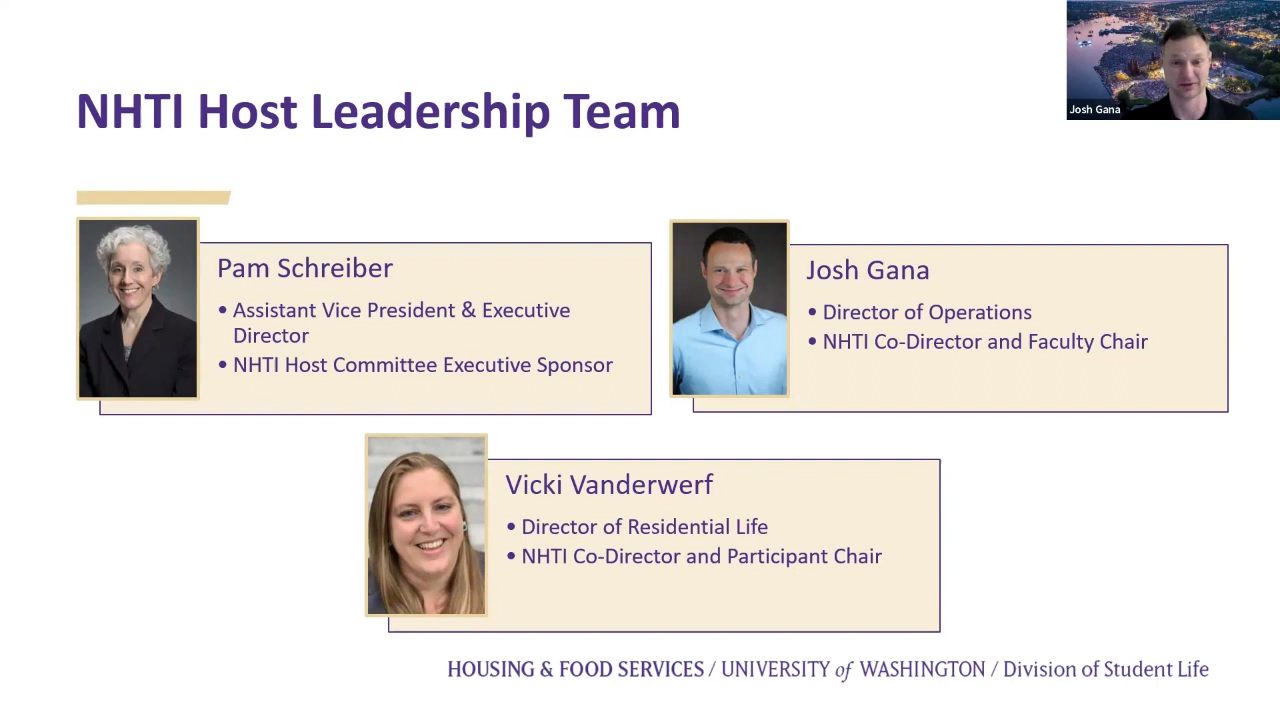 NHTI Host Leadership Team
Josh Gana
Pam Schreiber
• Assistant Vice President & Executive
Director
• NHTI Host Committee Executive Sponsor
Josh Gana
• Director of Operations
• NHTI Co-Director and Faculty Chair
Vicki Vanderwerf
• Director of Residential Life
• NHTI Co-Director and Participant Chair
HOUSING & FOOD SERVICES / UNIVERSITY of WASHINGTON / Division of Student Life